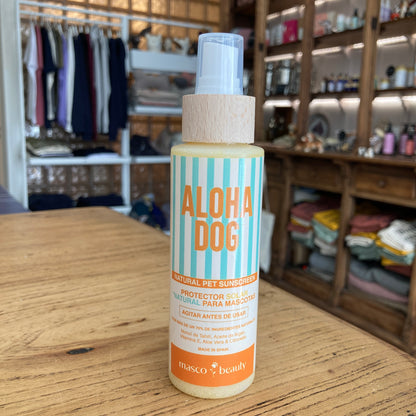 ALOHA
DOG
NATURAL PET SUNSCREEN
PROTECTOR SOLAR
NATURAL PARA MASCOTAS
AGITAR ANTES DE USAR
MADE IN SPAIN
masco beauty